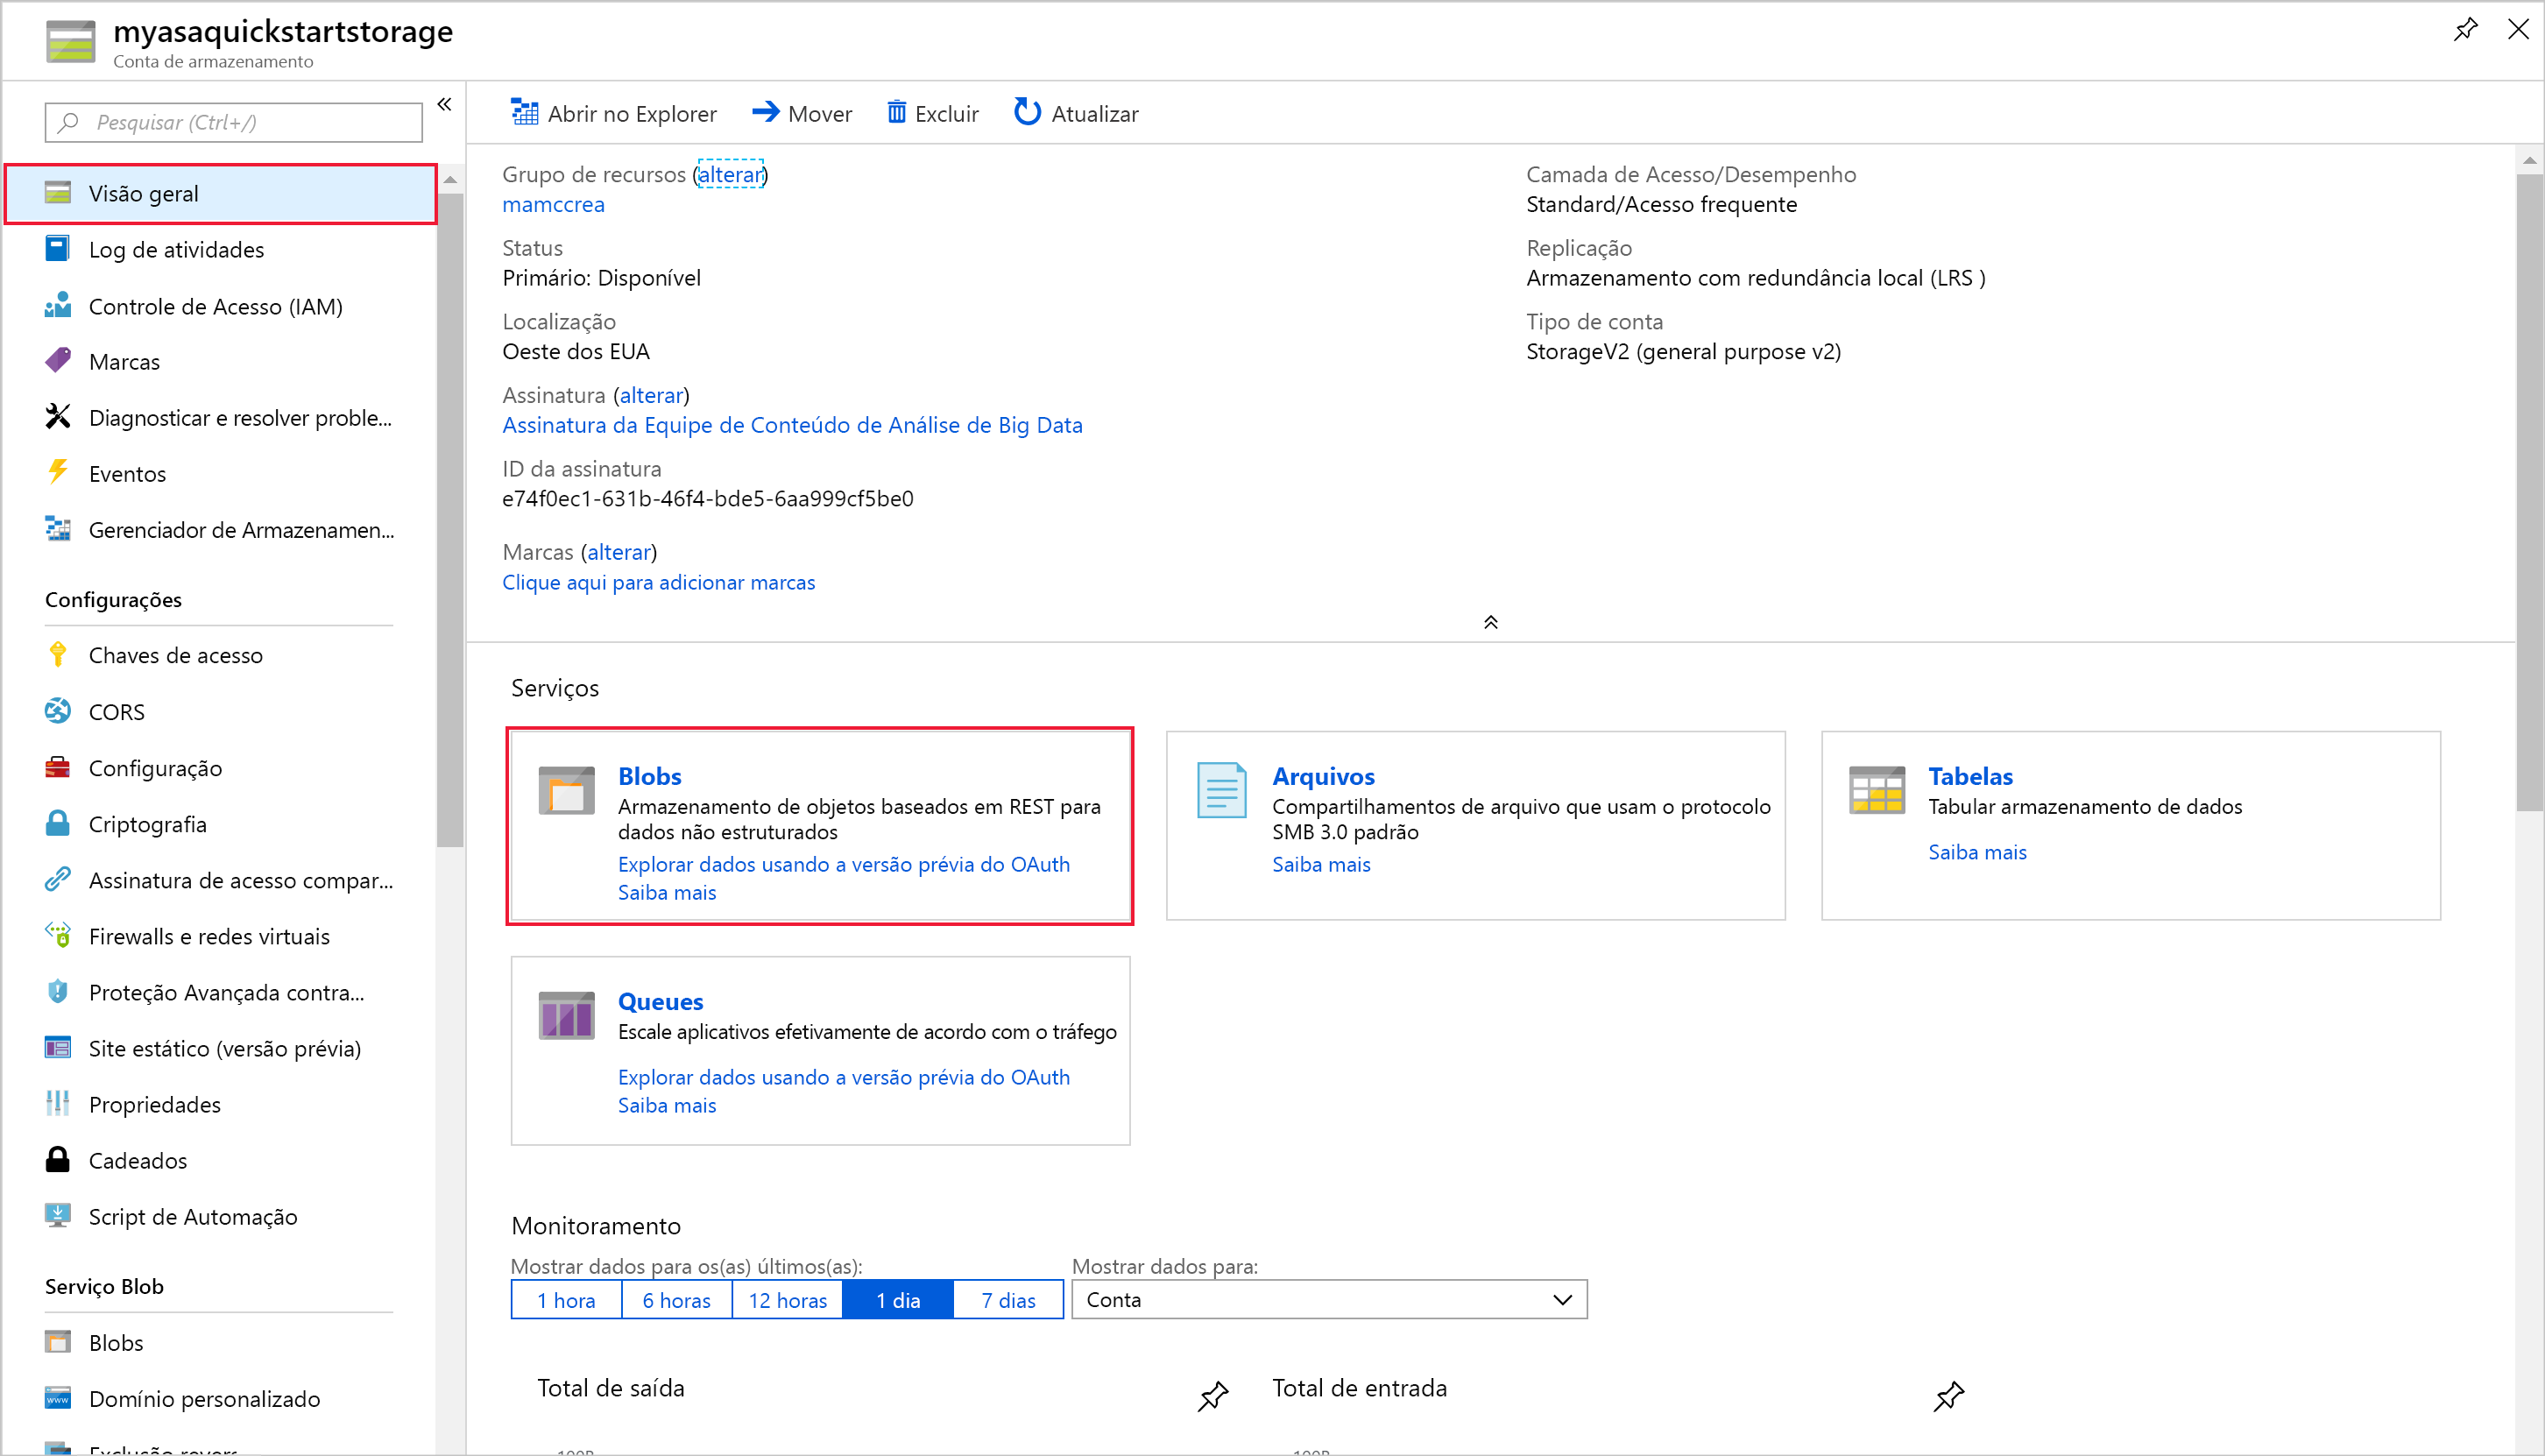 myasaquickstartstorage
Conta de armazenamento
Pesquisar (Ctrl+/)
Visão geral
Log de atividades
Controle de Acesso (IAM)
Marcas
Diagnosticar e resolver proble...
Eventos
Gerenciador de Armazenamen...
Configurações
Chaves de acesso
CORS
Configuração
Criptografia
Assinatura de acesso compar...
Firewalls e redes virtuais
Proteção Avançada contra...
Site estático (versão prévia)
Propriedades
Cadeados
Script de Automação
Serviço Blob
Blobs
Domínio personalizado
Abrir no Explorer
Mover
Excluir
Atualizar
Grupo de recursos (alterar)
mamccrea
Status
Primário: Disponível
Localização
Oeste dos EUA
Assinatura (alterar)
Assinatura da Equipe de Conteúdo de Análise de Big Data
ID da assinatura
e74f0ec1-631b-46f4-bde5-6aa999cf5be0
Marcas (alterar)
Clique aqui para adicionar marcas
Camada de Acesso/Desempenho
Standard/Acesso frequente
Replicação
Armazenamento com redundância local (LRS )
Tipo de conta
StorageV2 (general purpose v2)
Serviços
Blobs
Armazenamento de objetos baseados em REST para
dados não estruturados
Explorar dados usando a versão prévia do OAuth
Saiba mais
Arquivos
Compartilhamentos de arquivo que usam o protocolo
SMB 3.0 padrão
Saiba mais
Tabelas
Tabular armazenamento de dados
Saiba mais
Queues
Escale aplicativos efetivamente de acordo com o tráfego
Explorar dados usando a versão prévia do OAuth
Saiba mais
Monitoramento
Mostrar dados para os(as) últimos(as):
1 hora
6 horas
12 horas
1 dia
7 dias
Mostrar dados para:
Conta
Total de saída
Total de entrada